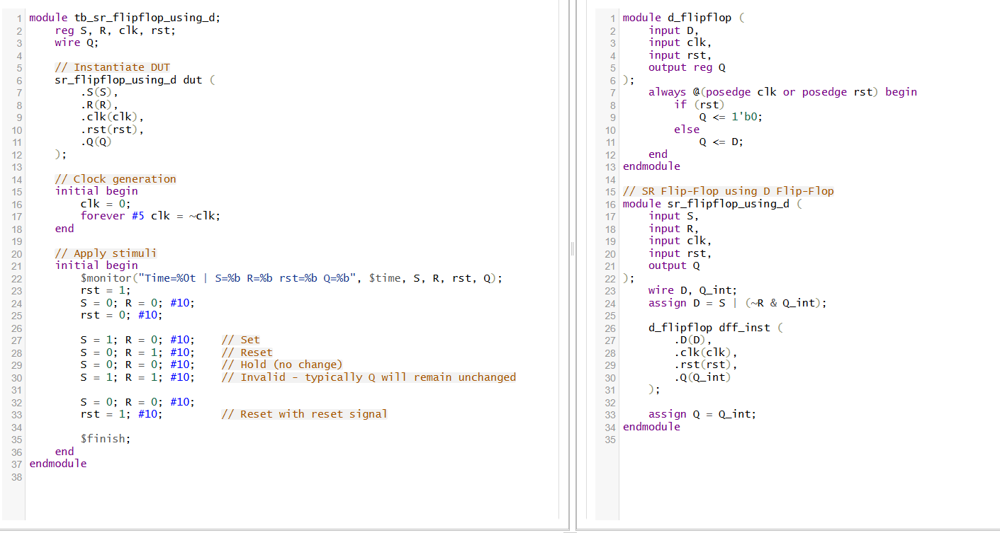 1 module tb_sr_flipflop_using_d;
2     reg S, R, clk, rst;
3     wire Q;
4
5     // Instantiate DUT
6     sr_flipflop_using_d dut (
7         .S(S),
8         .R(R),
9         .clk(clk),
10         .rst(rst),
11         .Q(Q)
12     );
13
14     // Clock generation
15     initial begin
16         clk = 0;
17         forever #5 clk = ~clk;
18     end
19
20     // Apply stimuli
21     initial begin
22         $monitor("Time=%0t | S=%b R=%b rst=%b Q=%b", $time, S, R, rst, Q);
23         rst = 1;
24         S = 0; R = 0; #10;
25         rst = 0; #10;
26
27         S = 1; R = 0; #10;    // Set
28         S = 0; R = 1; #10;    // Reset
29         S = 0; R = 0; #10;    // Hold (no change)
30         S = 1; R = 1; #10;    // Invalid - typically Q will remain unchanged
31
32         S = 0; R = 0; #10;
33         rst = 1; #10;         // Reset with reset signal
34
35         $finish;
36     end
37 endmodule
38
1 module d_flipflop (
2     input D,
3     input clk,
4     input rst,
5     output reg Q
6 );
7     always @(posedge clk or posedge rst) begin
8         if (rst)
9             Q <= 1'b0;
10         else
11             Q <= D;
12     end
13 endmodule
14
15 // SR Flip-Flop using D Flip-Flop
16 module sr_flipflop_using_d (
17     input S,
18     input R,
19     input clk,
20     input rst,
21     output Q
22 );
23     wire D, Q_int;
24     assign D = S | (~R & Q_int);
25
26     d_flipflop dff_inst (
27         .D(D),
28         .clk(clk),
29         .rst(rst),
30         .Q(Q_int)
31     );
32
33     assign Q = Q_int;
34 endmodule
35